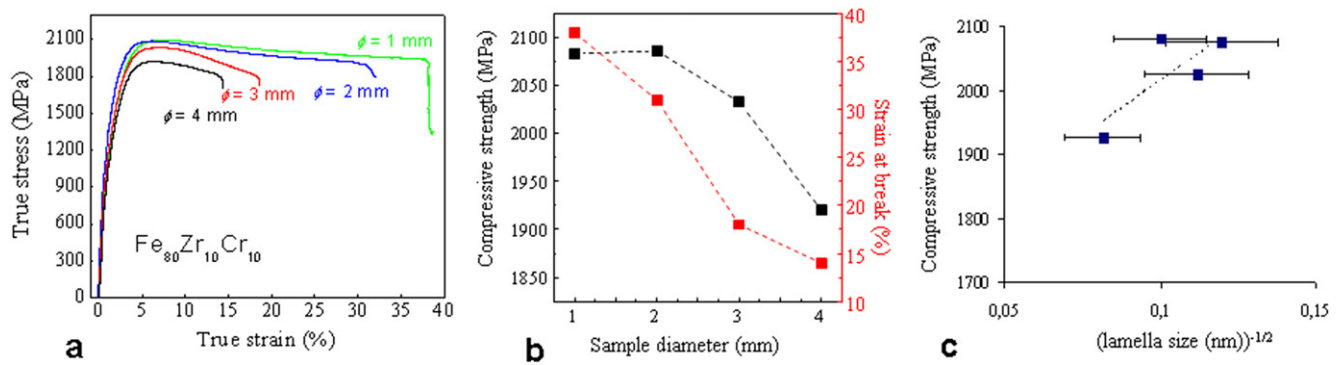 2100
1800
1500
1200
900
600
300
0
True stress (MPa)
ϕ = 1 mm
ϕ = 2 mm
ϕ = 3 mm
ϕ = 4 mm
Fe80Zr10Cr10
0 5 10 15 20 25 30 35 40
True strain (%)
a
2100
2050
2000
1950
1900
1850
Compressive strength (MPa)
40
35
30
25
20
15
10
Strain at break (%)
1 2 3 4
Sample diameter (mm)
b
2100
2000
1900
1800
1700
Compressive strength (MPa)
0,05 0,1 0,15
(lamella size (nm))-1/2
c